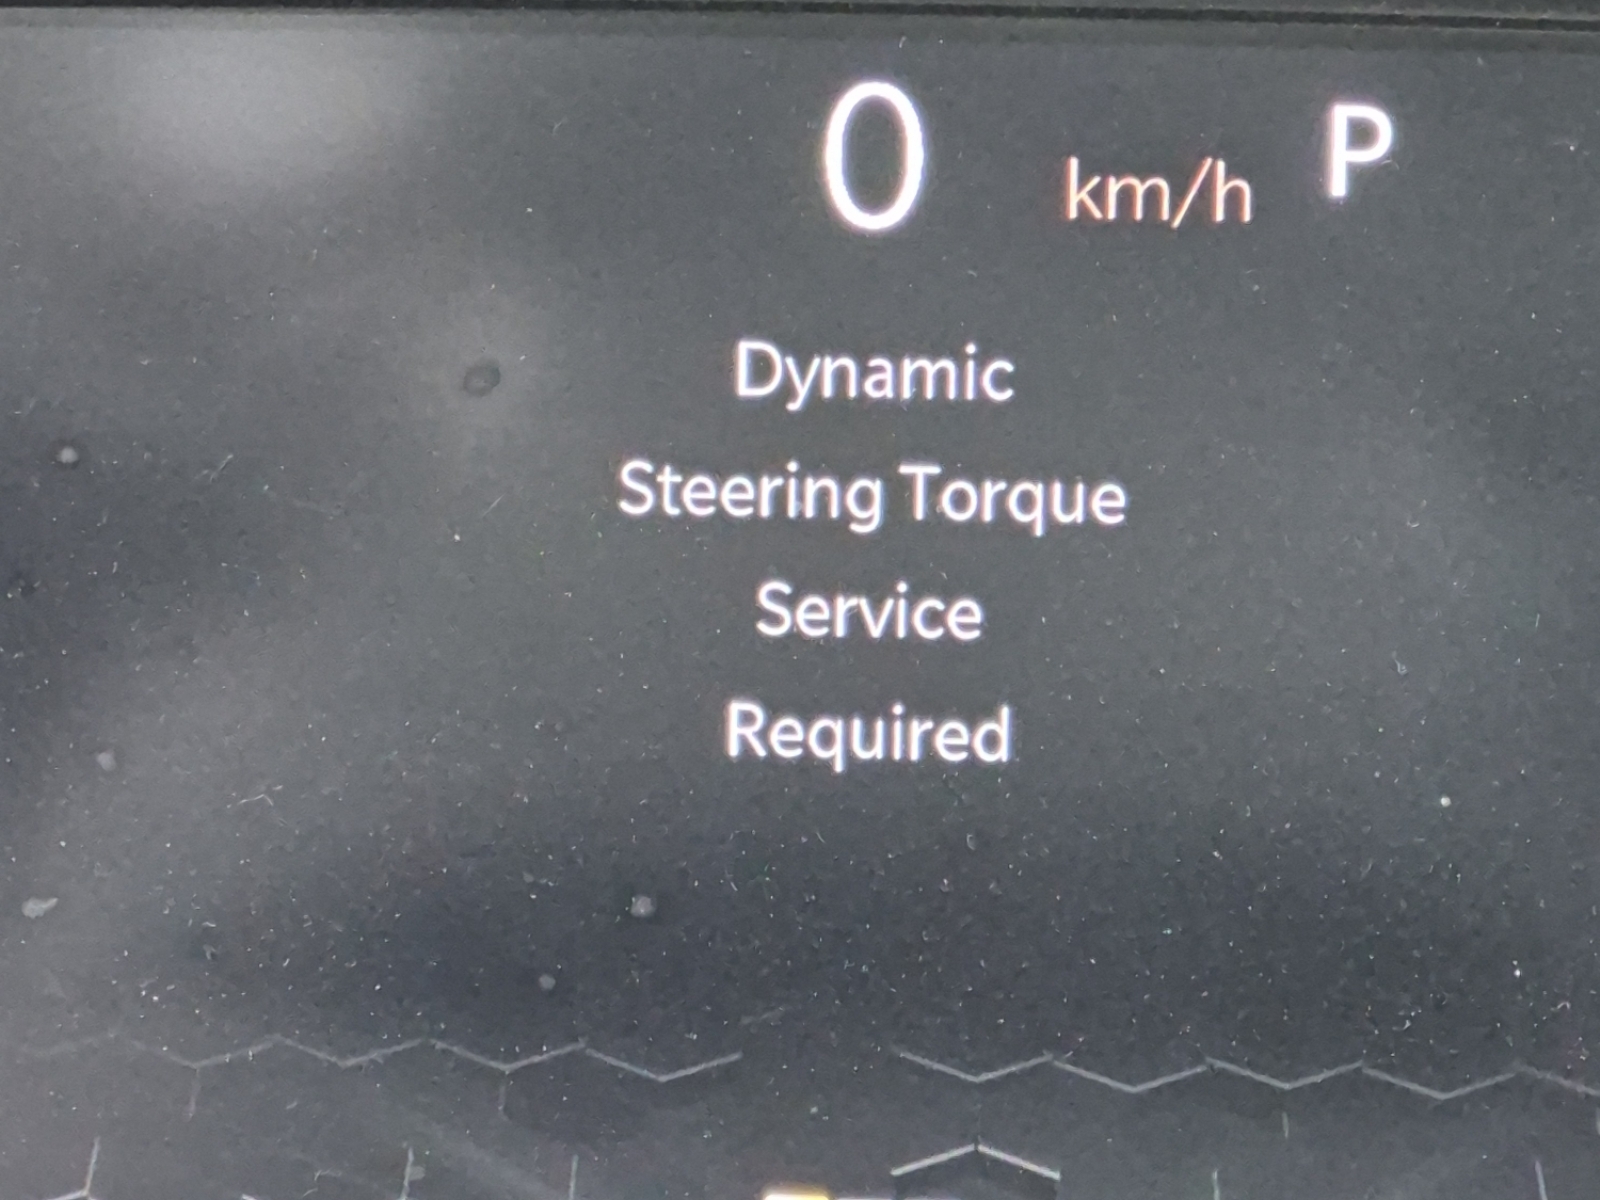 0 km/h P
Dynamic
Steering Torque
Service
Required